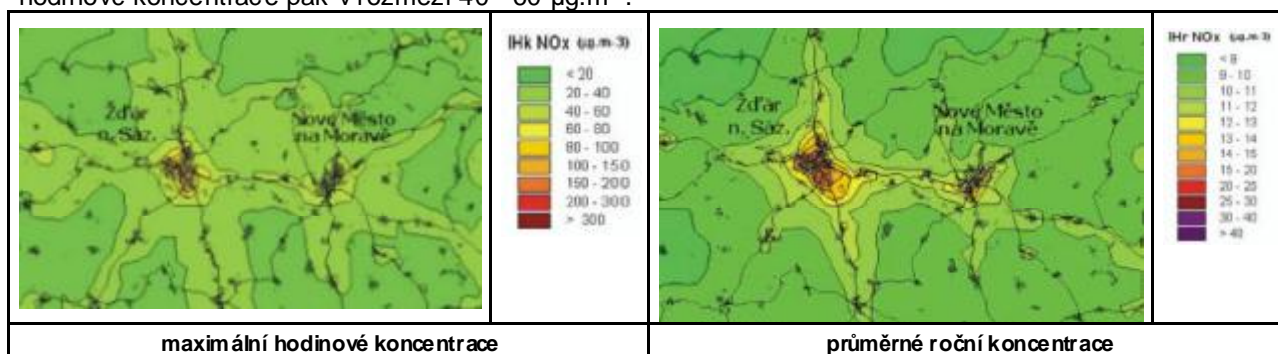 hodinové koncentrace pak v rozmezí 40 - 60 µg.m⁻³.
IHk NOx (µg.m-3)
< 20
20 - 40
40 - 60
60 - 80
80 - 100
100 - 150
150 - 200
200 - 300
> 300
Žďár
n. Sáz.
Nové Město
na Moravě
IHr NOx (µg.m-3)
< 9
9 - 10
10 - 11
11 - 12
12 - 13
13 - 14
14 - 15
15 - 20
20 - 25
25 - 30
30 - 40
> 40
Žďár
n. Sáz.
Nové Město
na Moravě
maximální hodinové koncentrace
průměrné roční koncentrace